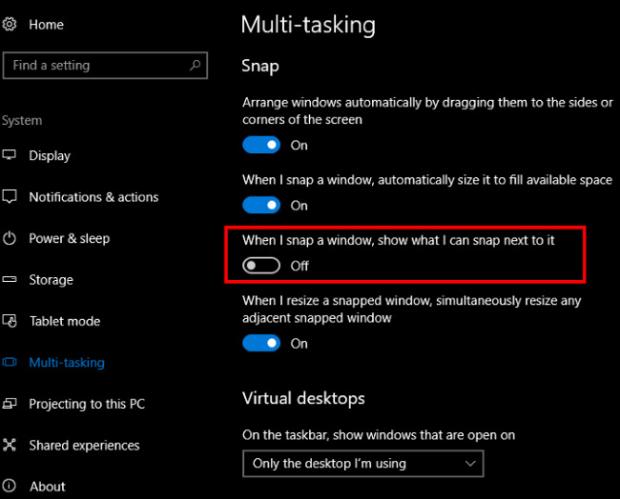 Home
Find a setting
System
Display
Notifications & actions
Power & sleep
Storage
Tablet mode
Multi-tasking
Projecting to this PC
Shared experiences
About
Multi-tasking
Snap
Arrange windows automatically by dragging them to the sides or
corners of the screen
On
When I snap a window, automatically size it to fill available space
On
When I snap a window, show what I can snap next to it
Off
When I resize a snapped window, simultaneously resize any
adjacent snapped window
On
Virtual desktops
On the taskbar, show windows that are open on
Only the desktop I'm using